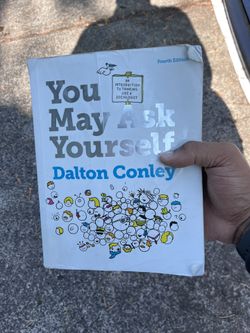 Fourth Edition
You
AN
INTRODUCTION
TO THINKING
LIKE A
SOCIOLOGIST
May Ask
Yourself
Dalton Conley